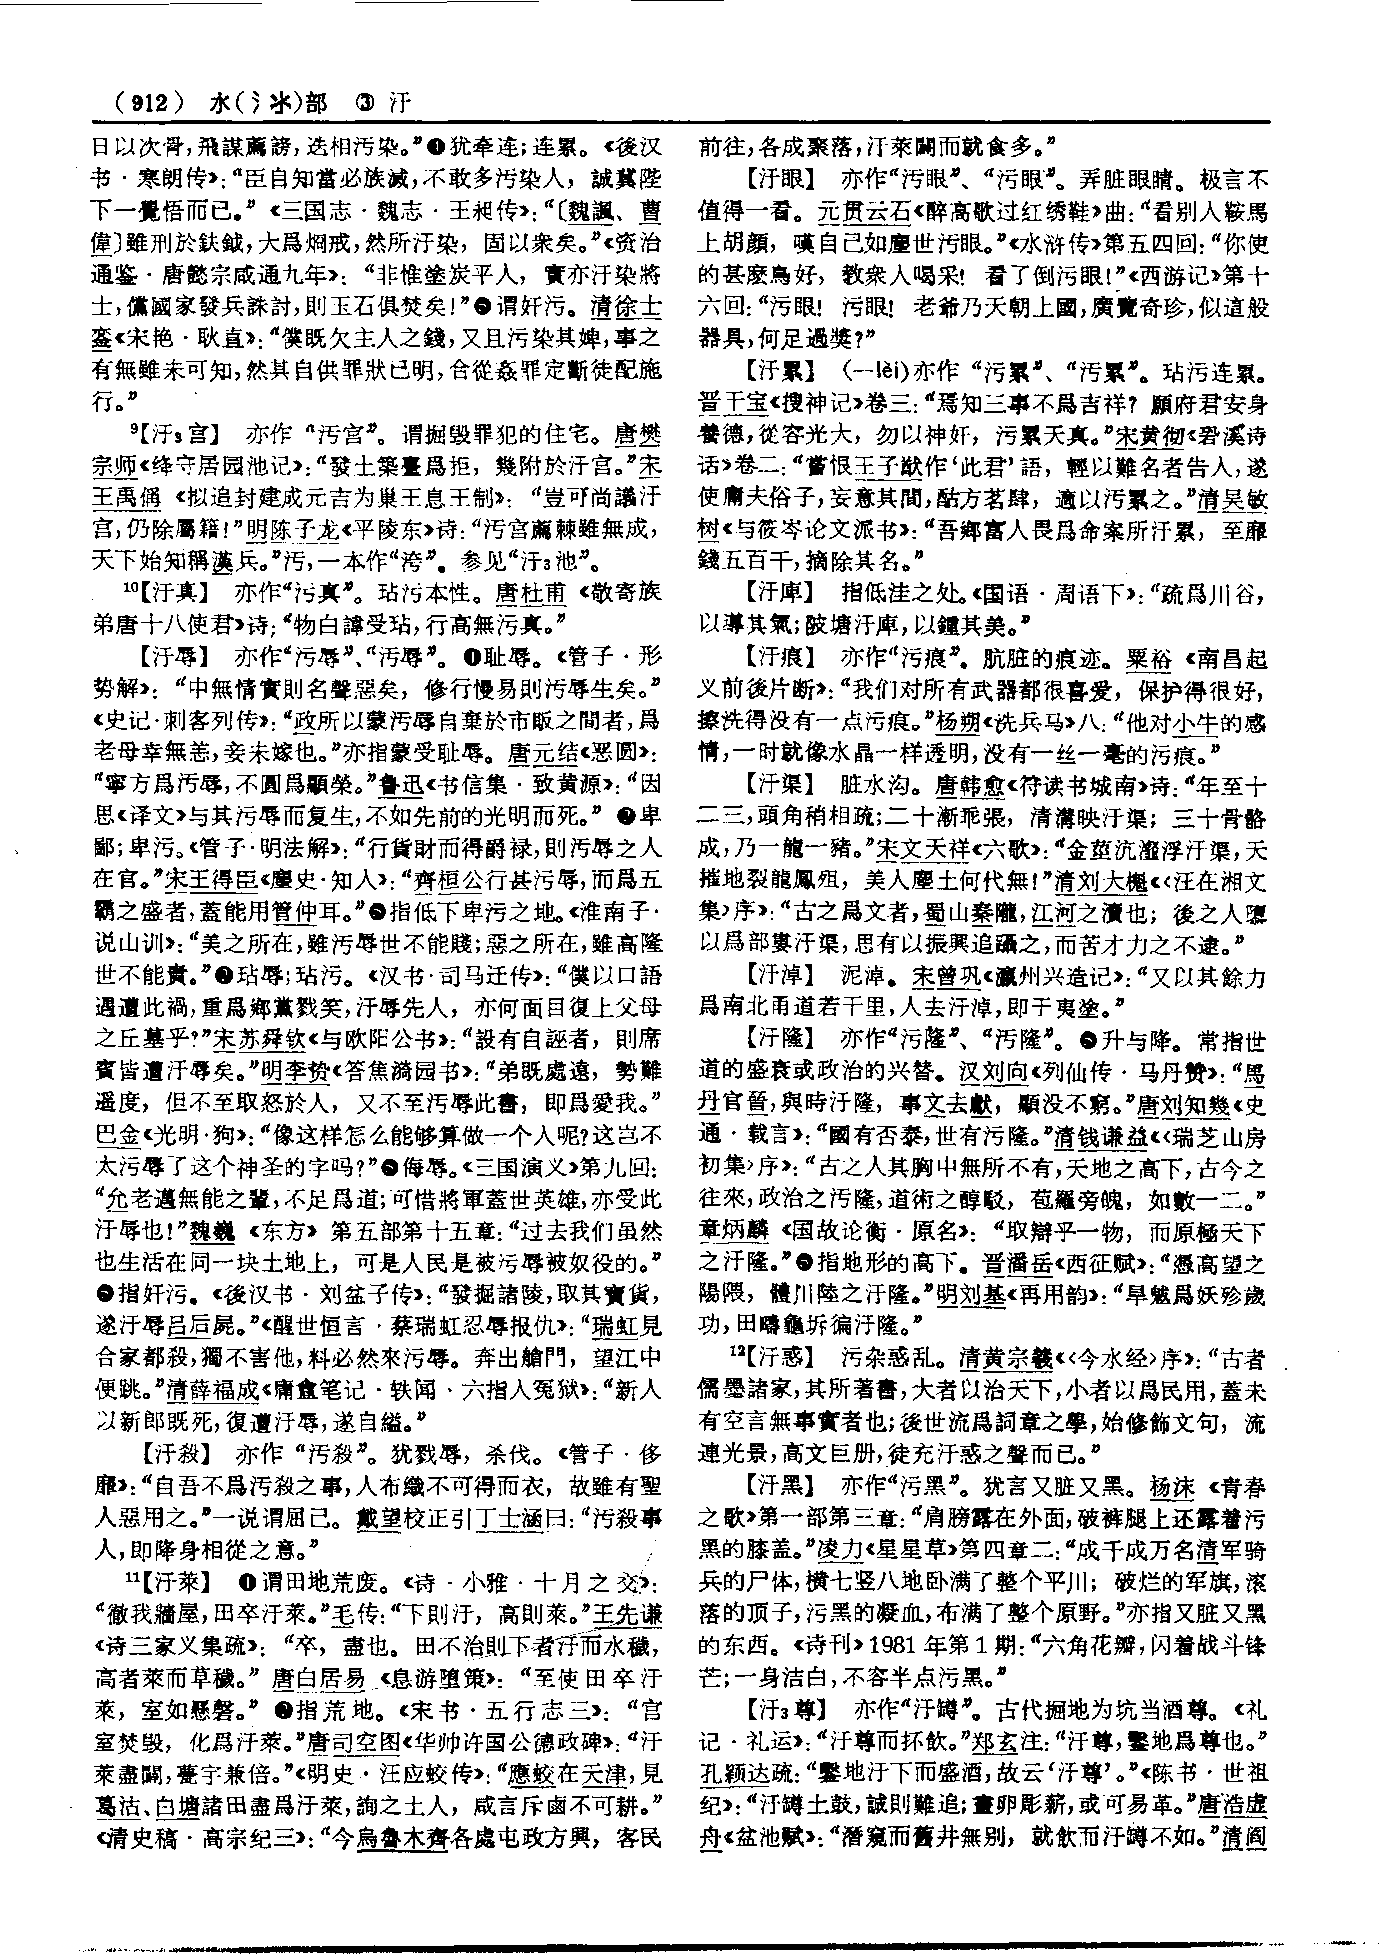 （912） 水(氵氺)部 ③ 汙
日以次骨，飛謀薦謗，迭相污染。”❹犹牵连；连累。《後汉
书·寒朗传》：“臣自知當必族滅，不敢多污染人，誠冀陛
下一覺悟而已。”《三国志·魏志·王昶传》：“〔魏諷、曹
偉〕雖刑於鈇鉞，大爲烱戒，然所汙染，固以衆矣。”《资治
通鉴·唐懿宗咸通九年》：“非惟塗炭平人，實亦汙染將
士，儻國家發兵誅討，則玉石俱焚矣！”❺谓奸污。清徐士
銮《宋艳·耿直》：“僕既欠主人之錢，又且污染其婢，事之
有無雖未可知，然其自供罪狀已明，合從姦罪定斷徒配施
行。”
⁹【汙₃宫】 亦作“污宫”。谓掘毁罪犯的住宅。唐樊
宗师《绛守居园池记》：“發士築臺爲拒，幾附於汙宫。”宋
王禹偁《拟追封建成元吉为巢王息王制》：“豈可尚議汙
宫，仍除屬籍！”明陈子龙《平陵东》诗：“污宫薦棘雖無成，
天下始知稱漢兵。”污，一本作“洿”。参见“汙₃池”。
¹⁰【汙真】 亦作“污真”。玷污本性。唐杜甫《敬寄族
弟唐十八使君》诗：“物白諱受玷，行高無污真。”
【汙辱】 亦作“污辱”、“汚辱”。❶耻辱。《管子·形
势解》：“中無情實則名聲惡矣，修行慢易則污辱生矣。”
《史记·刺客列传》：“政所以蒙污辱自棄於市販之間者，爲
老母幸無恙，妾未嫁也。”亦指蒙受耻辱。唐元结《恶圆》：
“寧方爲汚辱，不圓爲顯榮。”鲁迅《书信集·致黄源》：“因
思《译文》与其污辱而复生，不如先前的光明而死。”❷卑
鄙；卑污。《管子·明法解》：“行貨財而得爵禄，則污辱之人
在官。”宋王得臣《麈史·知人》：“齊桓公行甚污辱，而爲五
霸之盛者，蓋能用管仲耳。”❸指低下卑污之地。《淮南子·
说山训》：“美之所在，雖污辱世不能賤；惡之所在，雖高隆
世不能貴。”❹玷辱；玷污。《汉书·司马迁传》：“僕以口語
遇遭此禍，重爲鄉黨戮笑，汙辱先人，亦何面目復上父母
之丘墓乎？”宋苏舜钦《与欧阳公书》：“設有自誣者，則席
賓皆遭汙辱矣。”明李贽《答焦漪园书》：“弟既處遠，勢難
遥度，但不至取怒於人，又不至汚辱此書，即爲愛我。”
巴金《光明·狗》：“像这样怎么能够算做一个人呢？这岂不
太污辱了这个神圣的字吗？”❺侮辱。《三国演义》第九回：
“允老邁無能之輩，不足爲道；可惜將軍蓋世英雄，亦受此
汙辱也！”魏巍《东方》第五部第十五章：“过去我们虽然
也生活在同一块土地上，可是人民是被污辱被奴役的。”
❻指奸污。《後汉书·刘盆子传》：“發掘諸陵，取其寶貨，
遂汙辱吕后屍。”《醒世恒言·蔡瑞虹忍辱报仇》：“瑞虹見
合家都殺，獨不害他，料必然來污辱。奔出艙門，望江中
便跳。”清薛福成《庸盦笔记·轶闻·六指人冤狱》：“新人
以新郎既死，復遭汙辱，遂自縊。”
【汙殺】 亦作“污殺”。犹戮辱，杀伐。《管子·侈
靡》：“自吾不爲污殺之事，人布織不可得而衣，故雖有聖
人惡用之。”一说谓屈己。戴望校正引丁士涵曰：“污殺事
人，即降身相從之意。”
¹¹【汙萊】 ❶谓田地荒废。《诗·小雅·十月之交》：
“徹我牆屋，田卒汙萊。”毛传：“下則汙，高則萊。”王先谦
《诗三家义集疏》：“卒，盡也。田不治則下者汙而水穢，
高者萊而草穢。”唐白居易《息游堕策》：“至使田卒汙
萊，室如懸磬。”❷指荒地。《宋书·五行志三》：“官
室焚毁，化爲汙萊。”唐司空图《华帅许国公德政碑》：“汙
萊盡闢，甍宇兼倍。”《明史·汪应蛟传》：“應蛟在天津，見
葛沽、白塘諸田盡爲汙萊，詢之土人，咸言斥鹵不可耕。”
《清史稿·高宗纪三》：“今烏魯木齊各處屯政方興，客民
前往，各成聚落，汙萊闢而就食多。”
【汙眼】 亦作“污眼”、“汚眼”。弄脏眼睛。极言不
值得一看。元贯云石《醉高歌过红绣鞋》曲：“看别人鞍馬
上胡顔，嘆自己如塵世污眼。”《水浒传》第五四回：“你使
的甚麽鳥好，教衆人喝采！看了倒污眼！”《西游记》第十
六回：“污眼！污眼！老爺乃天朝上國，廣覽奇珍，似這般
器具，何足過獎？”
【汙累】 （—lèi）亦作“污累”、“汚累”。玷污连累。
晋干宝《搜神记》卷三：“焉知三事不爲吉祥？願府君安身
養德，從容光大，勿以神奸，污累天真。”宋黄彻《䂬溪诗
话》卷二：“嘗恨王子猷作‘此君’語，輕以難名者告人，遂
使庸夫俗子，妄意其間，酤方茗肆，適以污累之。”清吴敏
树《与筱岑论文派书》：“吾鄉富人畏爲命案所汙累，至靡
錢五百千，摘除其名。”
【汙庳】 指低洼之处。《国语·周语下》：“疏爲川谷，
以導其氣；陂塘汙庳，以鍾其美。”
【汙痕】 亦作“污痕”。肮脏的痕迹。粟裕《南昌起
义前後片断》：“我们对所有武器都很喜爱，保护得很好，
擦洗得没有一点污痕。”杨朔《洗兵马》八：“他对小牛的感
情，一时就像水晶一样透明，没有一丝一毫的污痕。”
【汙渠】 脏水沟。唐韩愈《符读书城南》诗：“年至十
二三，頭角稍相疏；二十漸乖張，清溝映汙渠；三十骨骼
成，乃一龍一豬。”宋文天祥《六歌》：“金莖沆瀣浮汙渠，天
摧地裂龍鳳殂，美人塵土何代無！”清刘大櫆《〈汪在湘文
集〉序》：“古之爲文者，蜀山秦隴，江河之瀆也；後之人墮
以爲部婁汙渠，思有以振興追躡之，而苦才力之不逮。”
【汙淖】 泥淖。宋曾巩《瀛州兴造记》：“又以其餘力
爲南北甬道若干里，人去汙淖，即于夷塗。”
【汙隆】 亦作“污隆”、“汚隆”。❶升与降。常指世
道的盛衰或政治的兴替。汉刘向《列仙传·马丹赞》：“馬
丹官晉，與時汙隆，事文去獻，顯没不窮。”唐刘知幾《史
通·载言》：“國有否泰，世有污隆。”清钱谦益《〈瑞芝山房
初集〉序》：“古之人其胸中無所不有，天地之高下，古今之
往來，政治之汚隆，道術之醇駁，苞羅旁魄，如數一二。”
章炳麟《国故论衡·原名》：“取辯乎一物，而原極天下
之汙隆。”❷指地形的高下。晋潘岳《西征赋》：“憑高望之
陽隈，體川陸之汙隆。”明刘基《再用韵》：“旱魃爲妖殄歲
功，田疇龜坼徧汙隆。”
¹²【汙惑】 污杂惑乱。清黄宗羲《〈今水经〉序》：“古者
儒墨諸家，其所著書，大者以治天下，小者以爲民用，蓋未
有空言無事實者也；後世流爲詞章之學，始修飾文句，流
連光景，高文巨册，徒充汙惑之聲而已。”
【汙黑】 亦作“污黑”。犹言又脏又黑。杨沫《青春
之歌》第一部第三章：“肩膀露在外面，破裤腿上还露着污
黑的膝盖。”凌力《星星草》第四章二：“成千成万名清军骑
兵的尸体，横七竖八地卧满了整个平川；破烂的军旗，滚
落的顶子，污黑的凝血，布满了整个原野。”亦指又脏又黑
的东西。《诗刊》1981年第1期：“六角花瓣，闪着战斗锋
芒；一身洁白，不容半点污黑。”
【汙₃尊】 亦作“汙罇”。古代掘地为坑当酒尊。《礼
记·礼运》：“汙尊而抔飲。”郑玄注：“汙尊，鑿地爲尊也。”
孔颖达疏：“鑿地汙下而盛酒，故云‘汙尊’。”《陈书·世祖
纪》：“汙罇土鼓，誠則難追；畫卵彫薪，或可易革。”唐浩虚
舟《盆池赋》：“潛窺而舊井無别，就飲而汙罇不如。”清阎